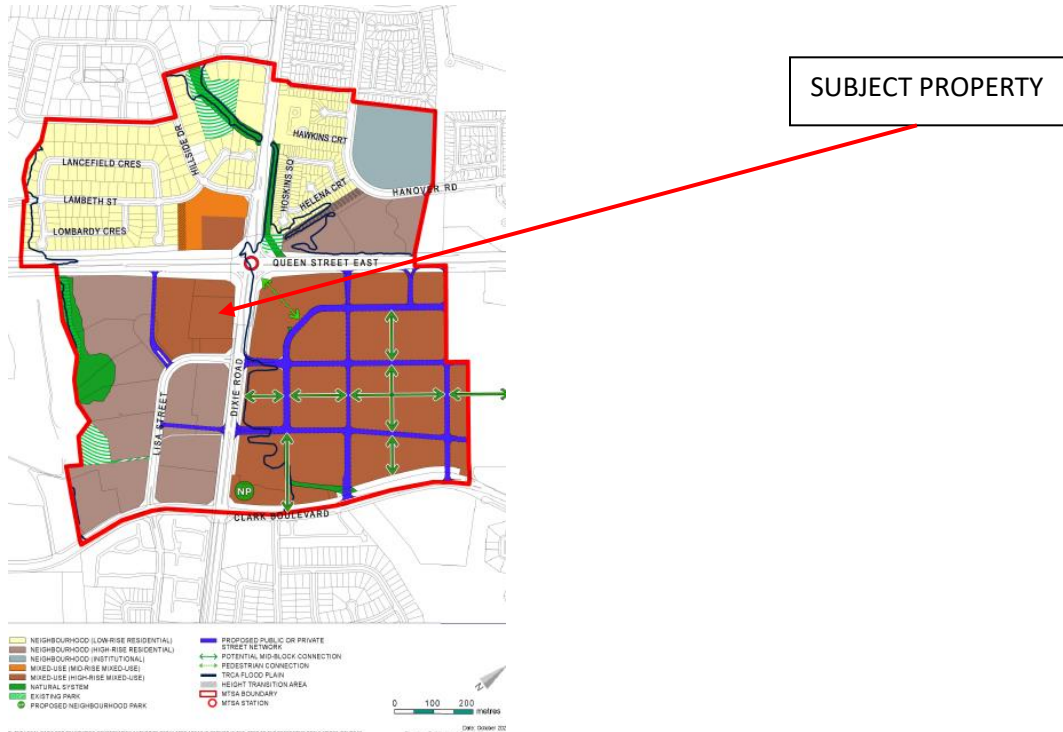 SUBJECT PROPERTY
HILLSIDE DR
HAWKINS CRT
LANCEFIELD CRES
HOSKINS SQ
HELENA CRT
HANOVER RD
LAMBETH ST
LOMBARDY CRES
QUEEN STREET EAST
DIXIE ROAD
LISA STREET
NP
CLARK BOULEVARD
NEIGHBOURHOOD (LOW-RISE RESIDENTIAL)
NEIGHBOURHOOD (HIGH-RISE RESIDENTIAL)
NEIGHBOURHOOD (INSTITUTIONAL)
MIXED-USE (MID-RISE MIXED-USE)
MIXED-USE (HIGH-RISE MIXED-USE)
NATURAL SYSTEM
EXISTING PARK
PROPOSED NEIGHBOURHOOD PARK
PROPOSED PUBLIC OR PRIVATE
STREET NETWORK
POTENTIAL MID-BLOCK CONNECTION
PEDESTRIAN CONNECTION
TRCA FLOOD PLAIN
HEIGHT TRANSITION AREA
MTSA BOUNDARY
MTSA STATION
Z
0 100 200
metres
Date: October 202